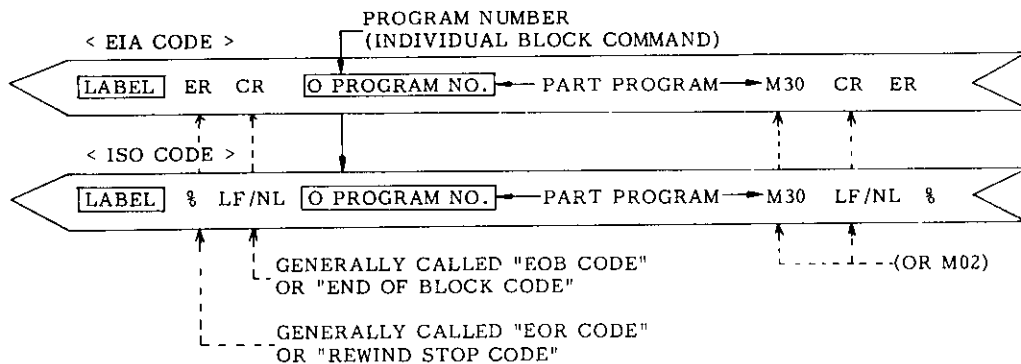 PROGRAM NUMBER
(INDIVIDUAL BLOCK COMMAND)
< EIA CODE >
LABEL ER CR O PROGRAM NO. PART PROGRAM M30 CR ER
< ISO CODE >
LABEL % LF/NL O PROGRAM NO. PART PROGRAM M30 LF/NL %
(OR M02)
GENERALLY CALLED "EOB CODE"
OR "END OF BLOCK CODE"
GENERALLY CALLED "EOR CODE"
OR "REWIND STOP CODE"